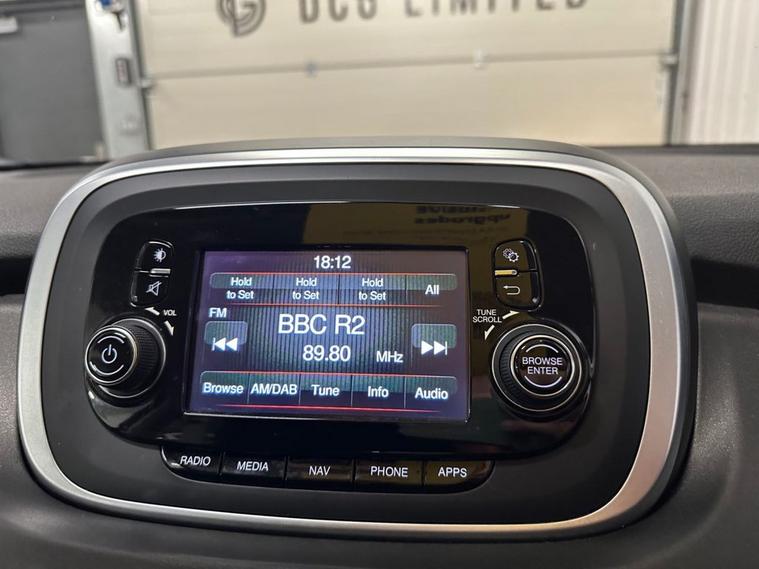 DCG LIMITED
18:12
Hold to Set
Hold to Set
Hold to Set
All
FM
BBC R2
89.80 MHz
Browse AM/DAB Tune Info Audio
VOL
TUNE
SCROLL
BROWSE
ENTER
RADIO MEDIA NAV PHONE APPS
upgrades